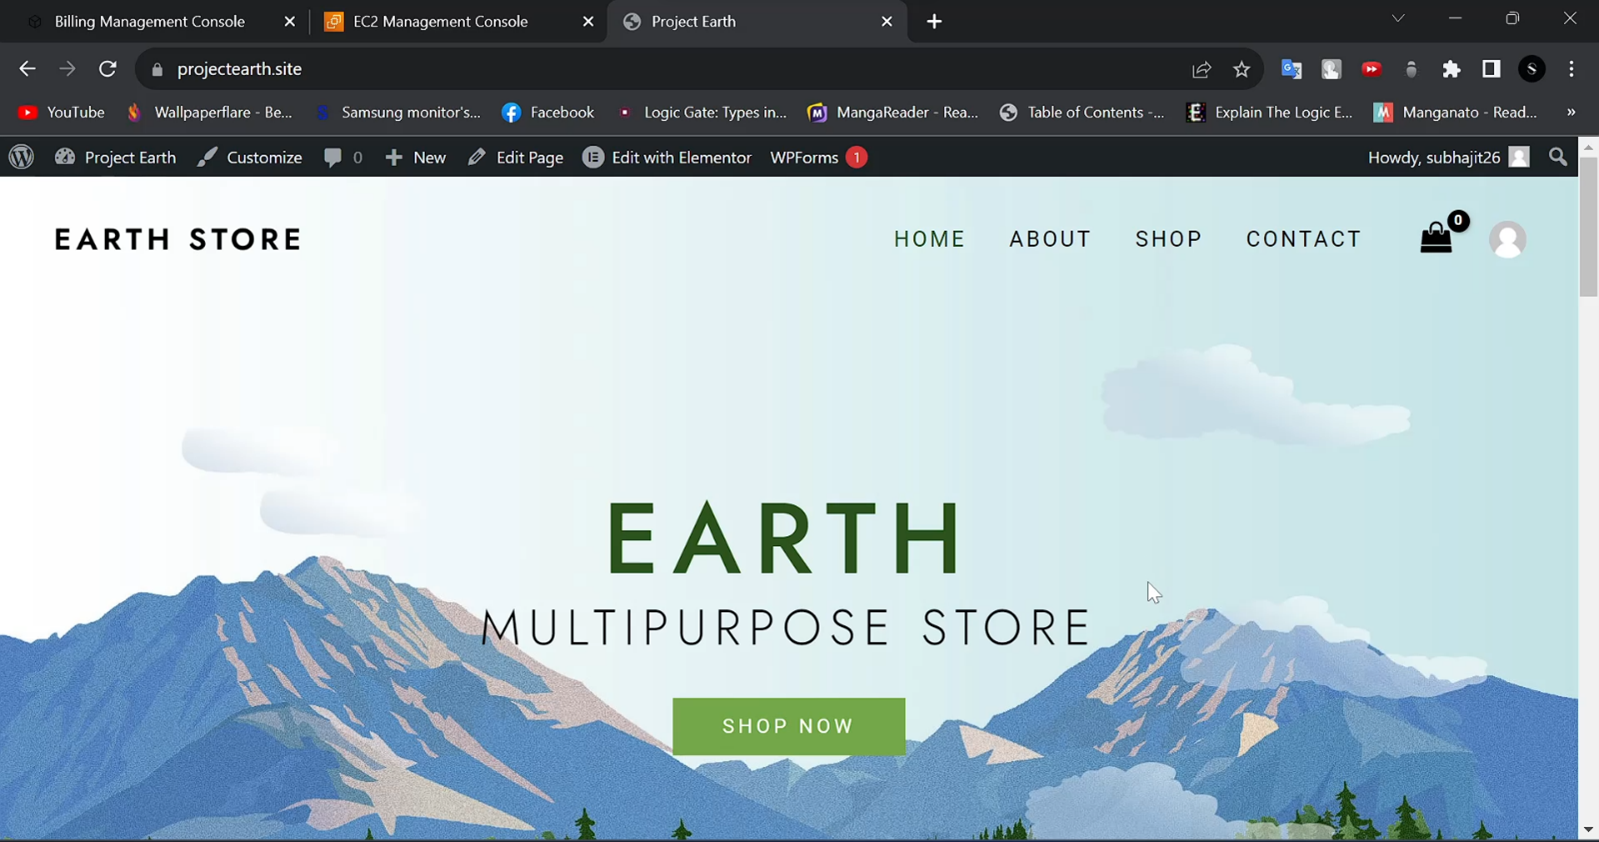 Billing Management Console
EC2 Management Console
Project Earth
projectearth.site
YouTube
Wallpaperflare - Be...
Samsung monitor's...
Facebook
Logic Gate: Types in...
MangaReader - Rea...
Table of Contents -...
Explain The Logic E...
Manganato - Read...
»
Project Earth
Customize
0
New
Edit Page
Edit with Elementor
WPForms 1
Howdy, subhajit26
EARTH STORE
HOME
ABOUT
SHOP
CONTACT
0
EARTH
MULTIPURPOSE STORE
SHOP NOW